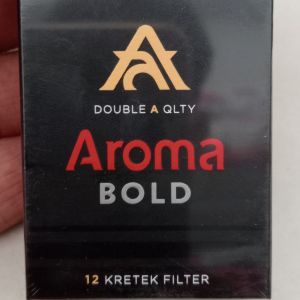 DOUBLE A QLTY
Aroma
BOLD
12 KRETEK FILTER